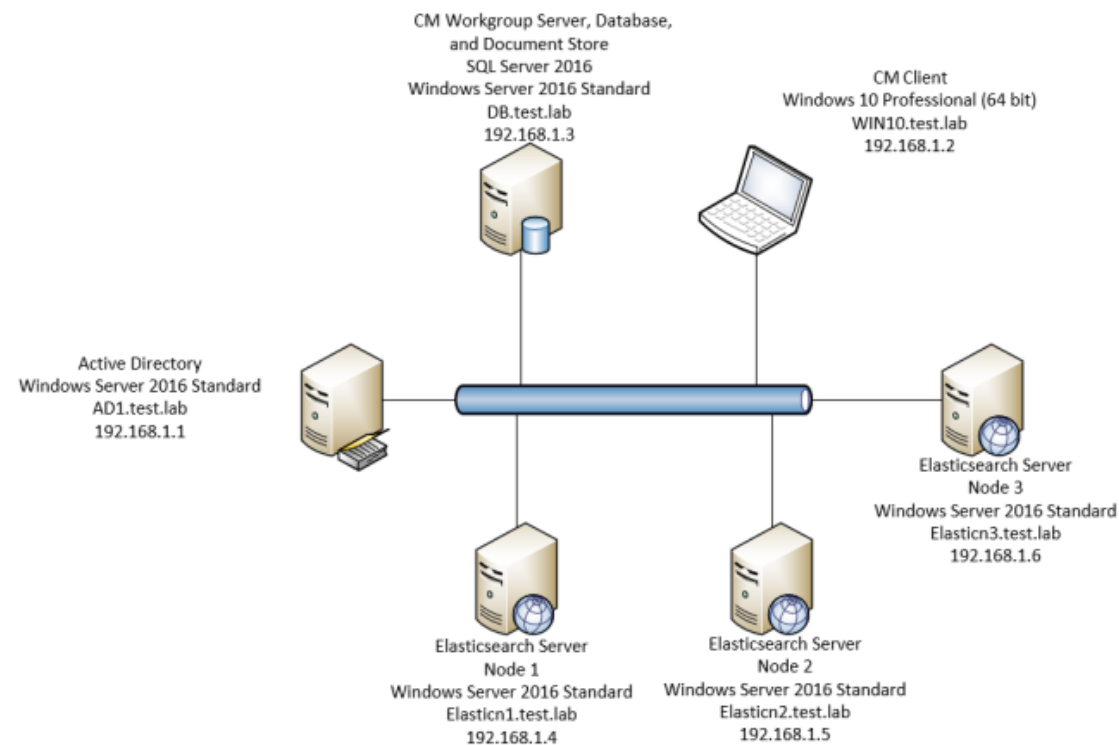 CM Workgroup Server, Database,
and Document Store
SQL Server 2016
Windows Server 2016 Standard
DB.test.lab
192.168.1.3
CM Client
Windows 10 Professional (64 bit)
WIN10.test.lab
192.168.1.2
Active Directory
Windows Server 2016 Standard
AD1.test.lab
192.168.1.1
Elasticsearch Server
Node 3
Windows Server 2016 Standard
Elasticn3.test.lab
192.168.1.6
Elasticsearch Server
Node 1
Windows Server 2016 Standard
Elasticn1.test.lab
192.168.1.4
Elasticsearch Server
Node 2
Windows Server 2016 Standard
Elasticn2.test.lab
192.168.1.5